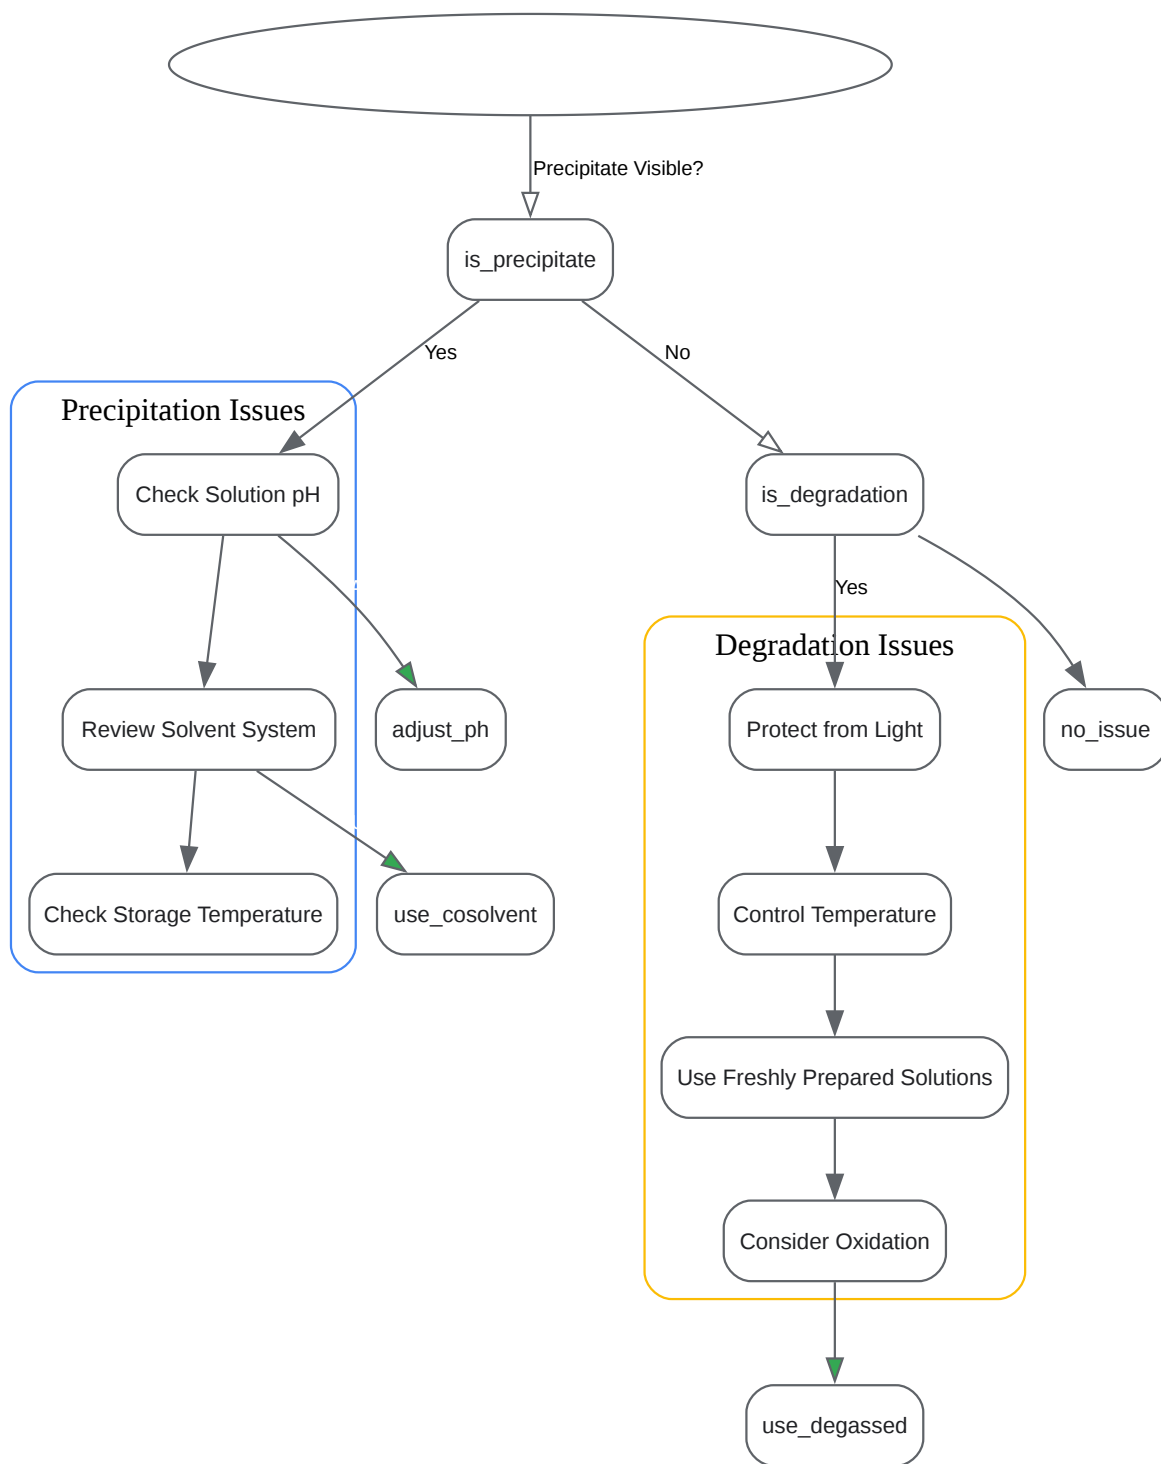 Precipitate Visible?
is_precipitate
Yes
No
Precipitation Issues
Check Solution pH
is_degradation
Yes
Degradation Issues
Review Solvent System
adjust_ph
Protect from Light
no_issue
Check Storage Temperature
use_cosolvent
Control Temperature
Use Freshly Prepared Solutions
Consider Oxidation
use_degassed